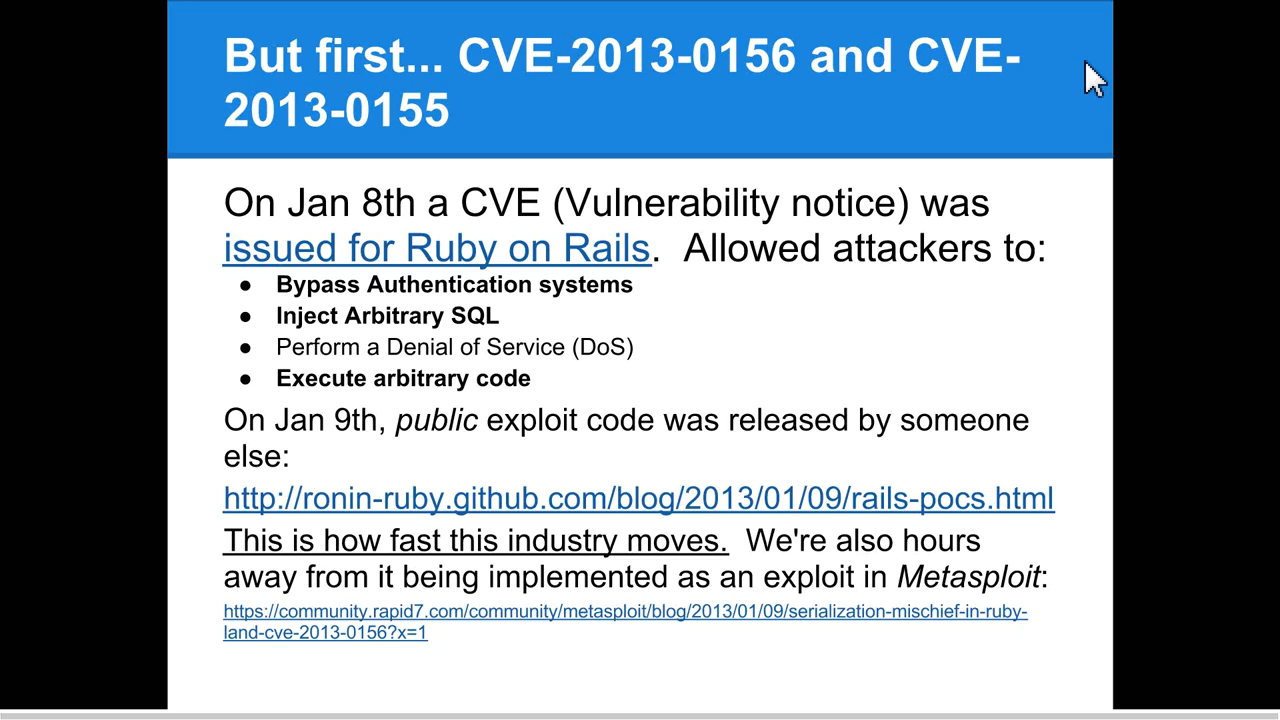 But first... CVE-2013-0156 and CVE-
2013-0155
On Jan 8th a CVE (Vulnerability notice) was
issued for Ruby on Rails.  Allowed attackers to:
● Bypass Authentication systems
● Inject Arbitrary SQL
● Perform a Denial of Service (DoS)
● Execute arbitrary code
On Jan 9th, public exploit code was released by someone
else:
http://ronin-ruby.github.com/blog/2013/01/09/rails-pocs.html
This is how fast this industry moves.  We're also hours
away from it being implemented as an exploit in Metasploit:
https://community.rapid7.com/community/metasploit/blog/2013/01/09/serialization-mischief-in-ruby-
land-cve-2013-0156?x=1